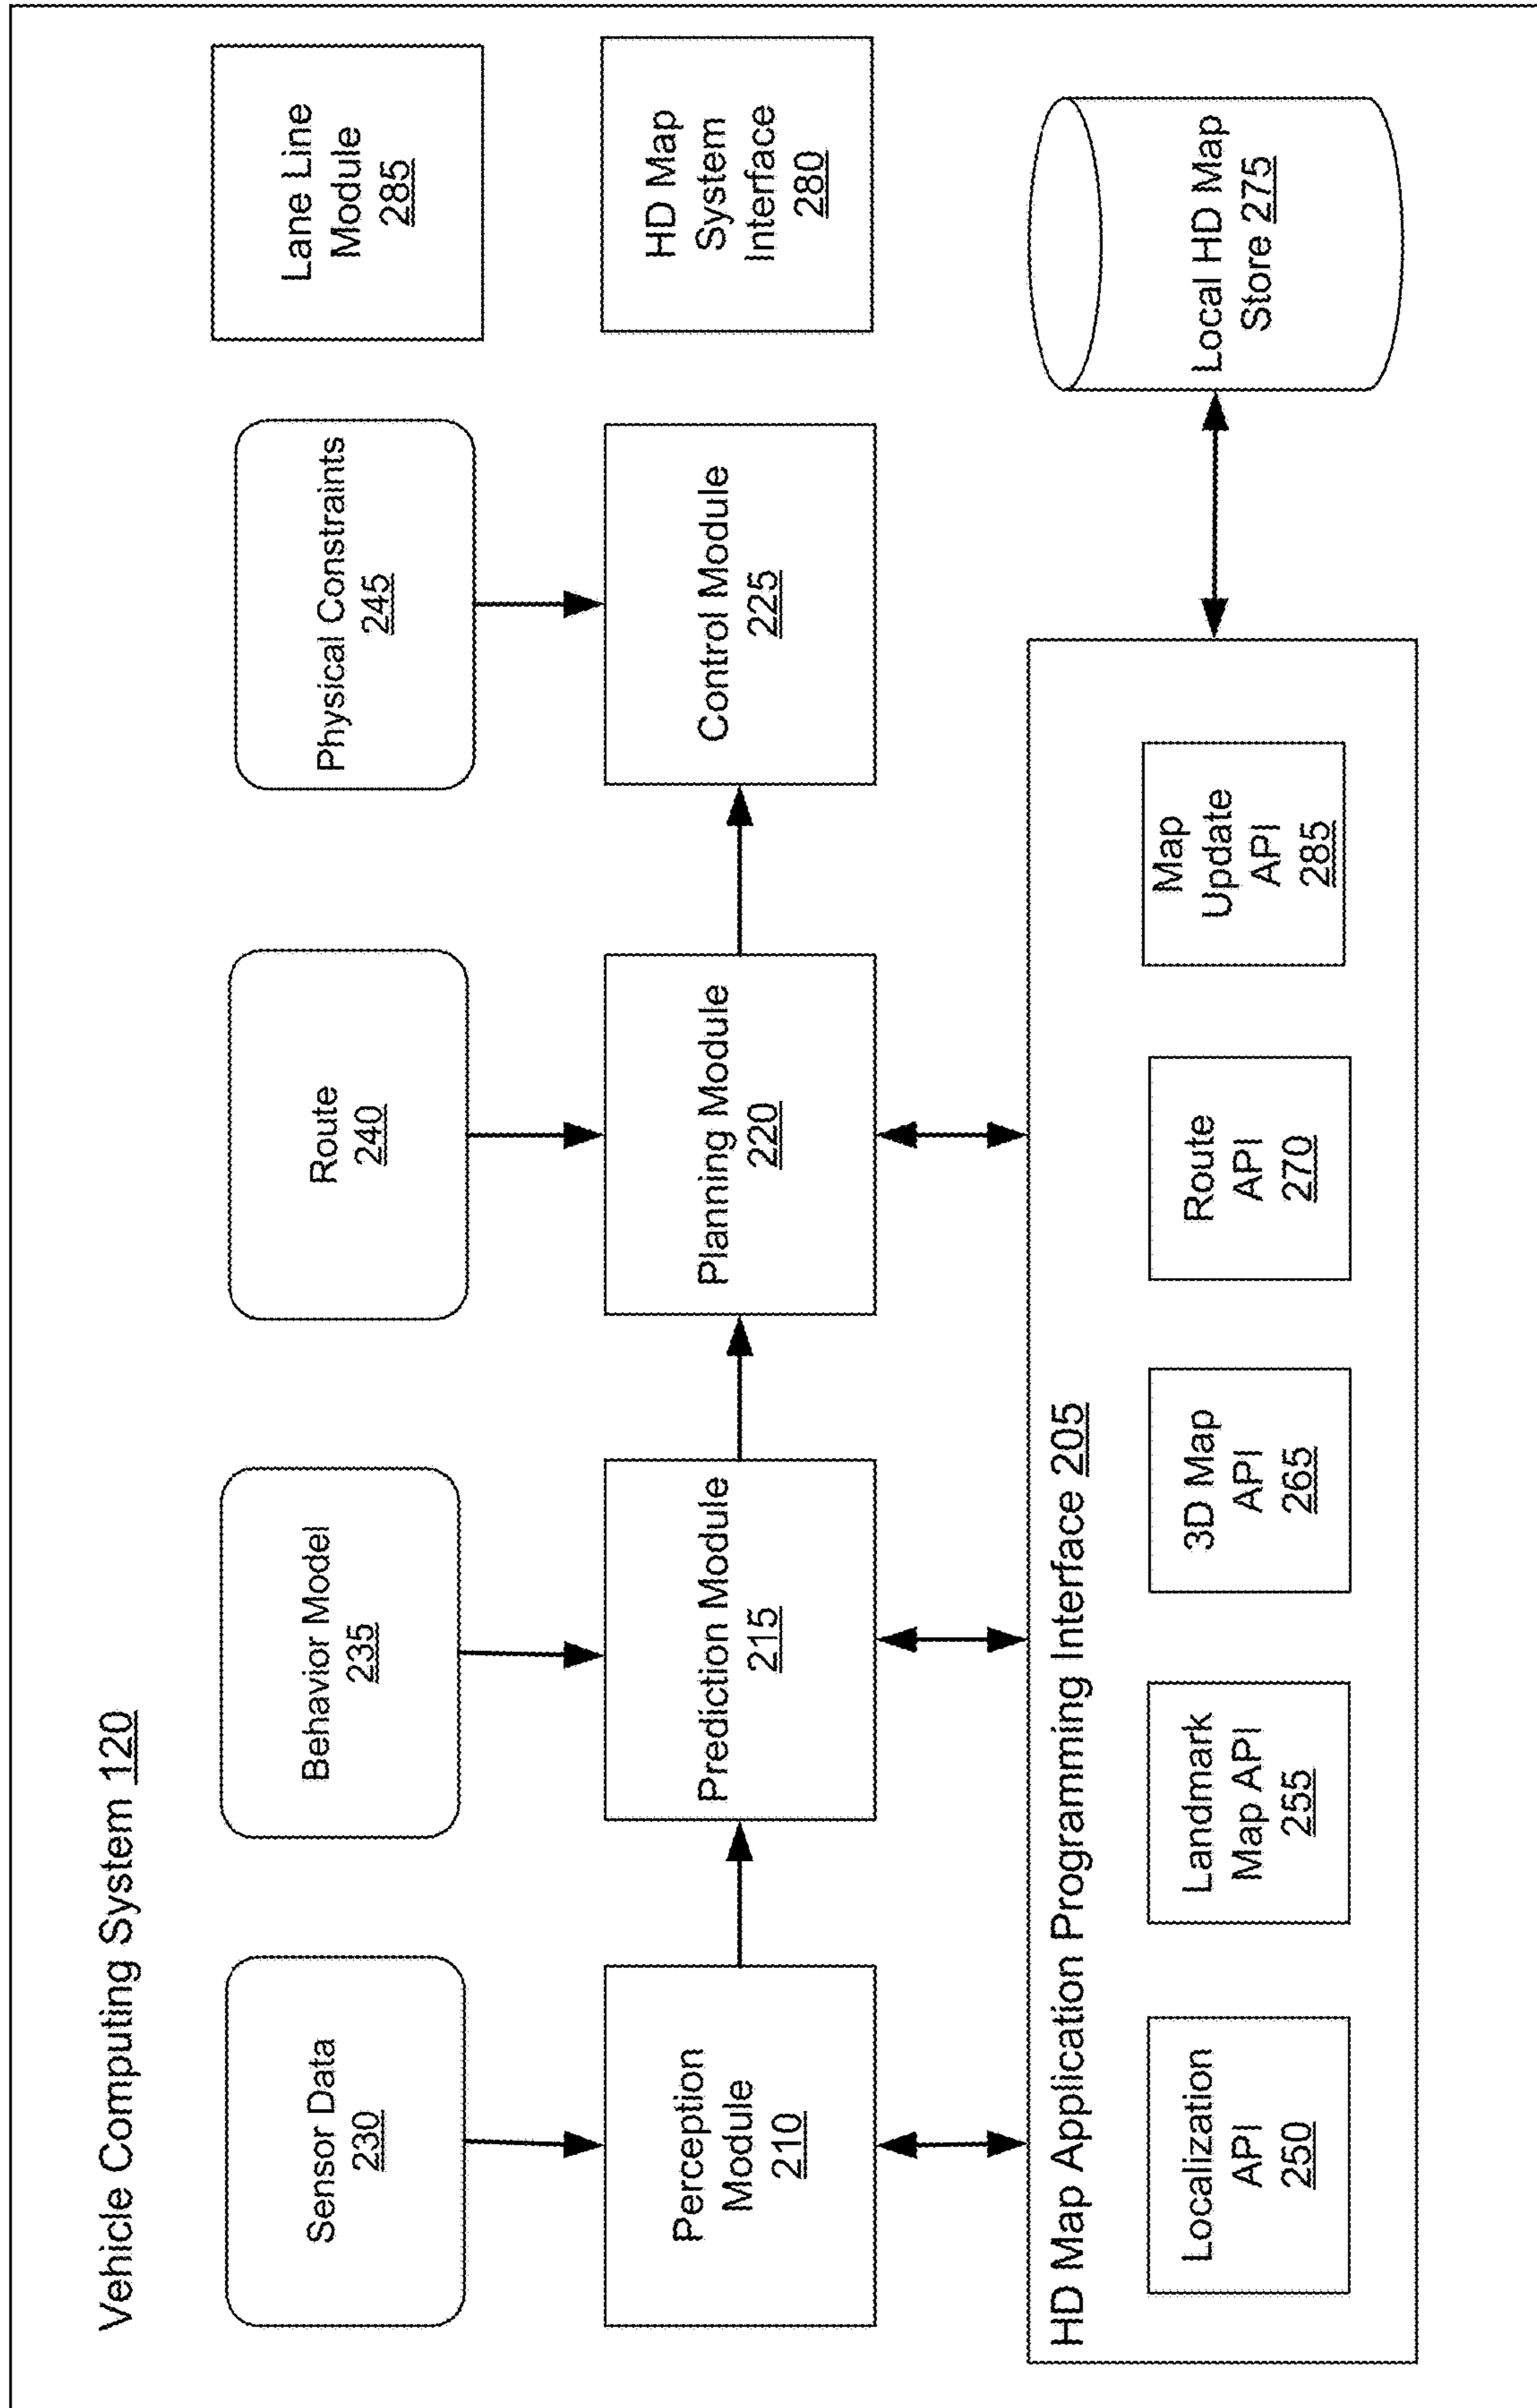 Vehicle Computing System 120
Sensor Data
230
Behavior Model
235
Route
240
Physical Constraints
245
Lane Line
Module
285
Perception
Module
210
Prediction Module
215
Planning Module
220
Control Module
225
HD Map
System
Interface
280
HD Map Application Programming Interface 205
Localization
API
250
Landmark
Map API
255
3D Map
API
265
Route
API
270
Map
Update
API
285
Local HD Map
Store 275